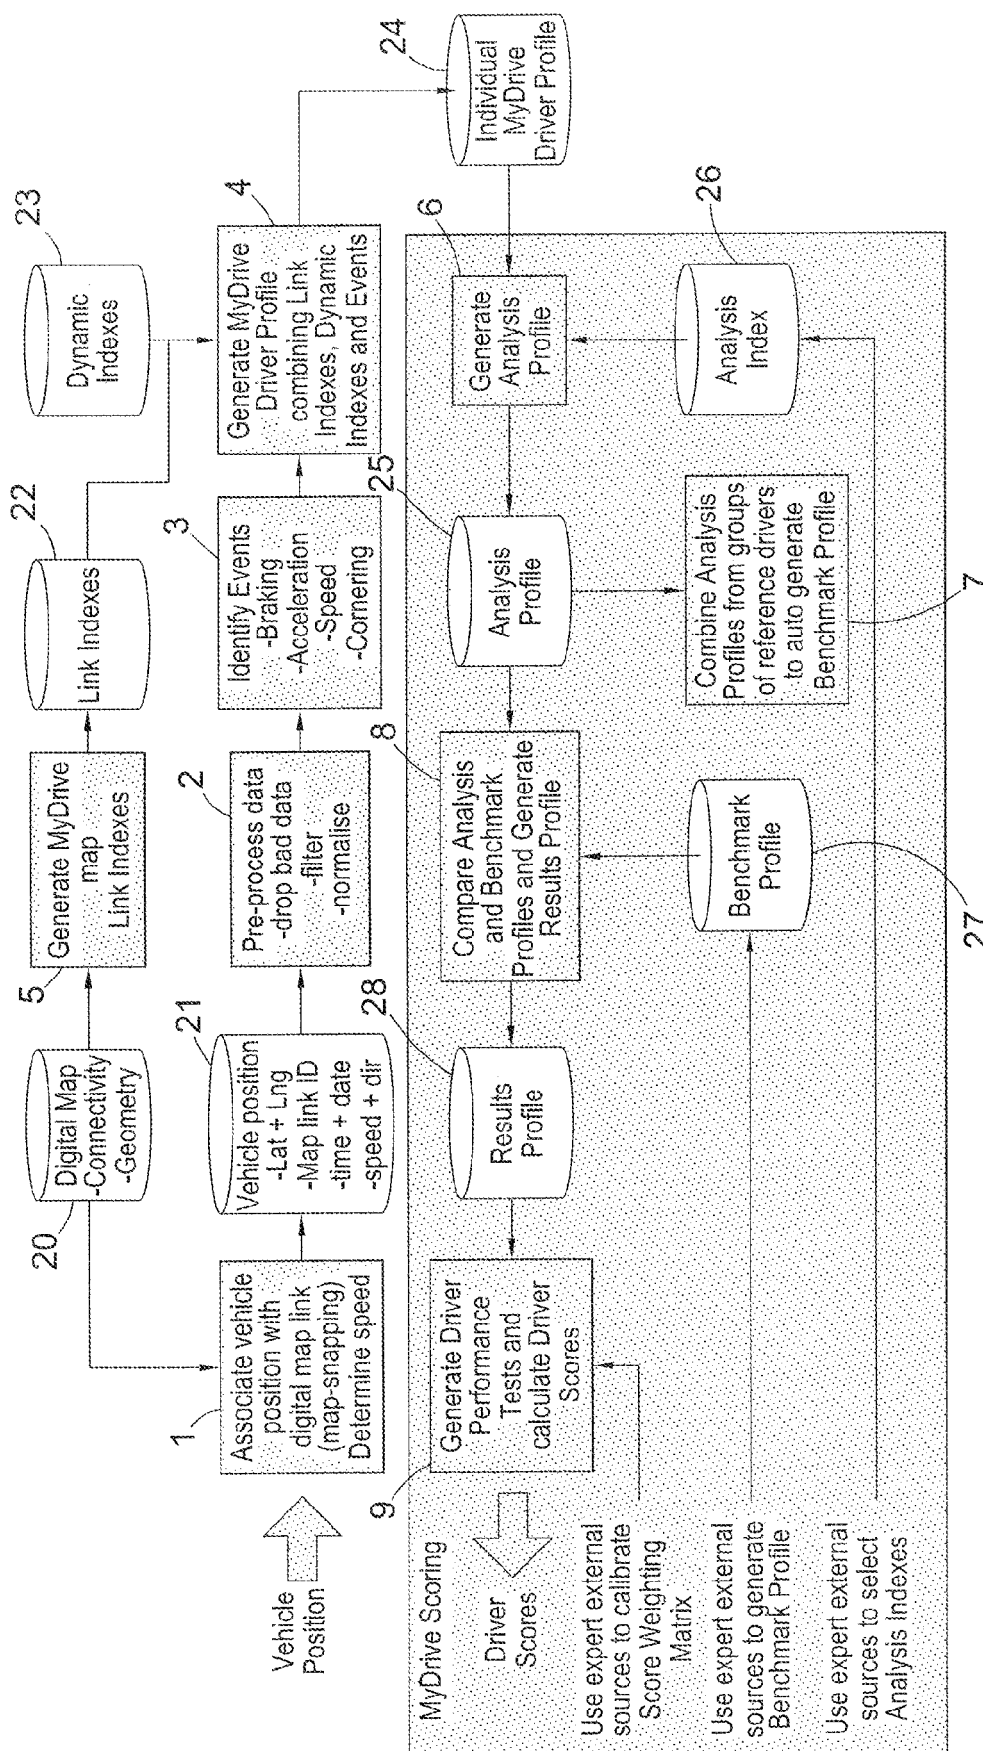 20
Digital Map
-Connectivity
-Geometry
5
Generate MyDrive
map
Link Indexes
22
Link Indexes
23
Dynamic
Indexes
Vehicle
Position
1
Associate vehicle
position with
digital map link
(map-snapping)
Determine speed
21
Vehicle position
-Lat + Lng
-Map link ID
-time + date
-speed + dir
2
Pre-process data
-drop bad data
-filter
-normalise
3
Identify Events
-Braking
-Acceleration
-Speed
-Cornering
4
Generate MyDrive
Driver Profile
combining Link
Indexes, Dynamic
Indexes and Events
24
Individual
MyDrive
Driver Profile
MyDrive Scoring
Driver
Scores
9
Generate Driver
Performance
Tests and
calculate Driver
Scores
28
Results
Profile
8
Compare Analysis
and Benchmark
Profiles and Generate
Results Profile
25
Analysis
Profile
6
Generate
Analysis
Profile
Use expert external
sources to calibrate
Score Weighting
Matrix
Use expert external
sources to generate
Benchmark Profile
Use expert external
sources to select
Analysis Indexes
Benchmark
Profile
27
Combine Analysis
Profiles from groups
of reference drivers
to auto generate
Benchmark Profile
7
Analysis
Index
26